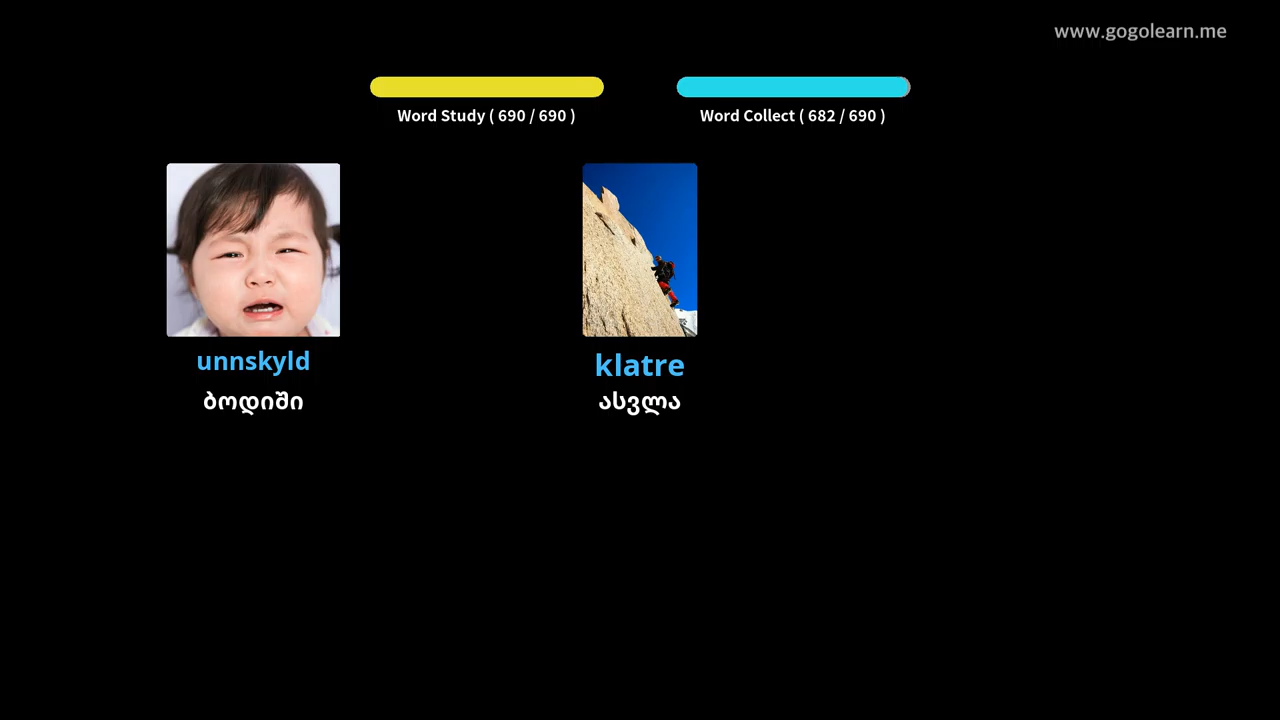 www.gogolearn.me
Word Study ( 690 / 690 )
Word Collect ( 682 / 690 )
unnskyld
ბოდიში
klatre
ასვლა